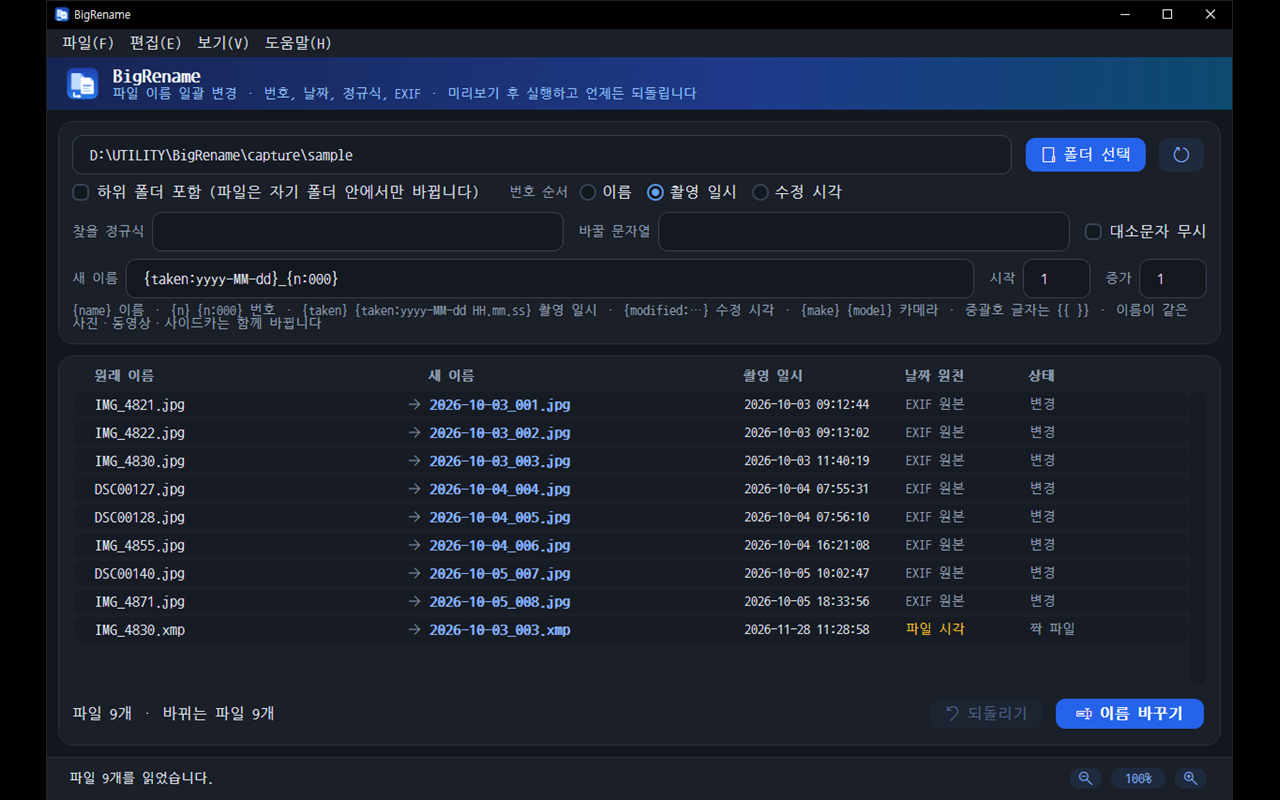 BigRename
파일(F) 편집(E) 보기(V) 도움말(H)
BigRename
파일 이름 일괄 변경 · 번호, 날짜, 정규식, EXIF · 미리보기 후 실행하고 언제든 되돌립니다
D:\UTILITY\BigRename\capture\sample 폴더 선택
하위 폴더 포함 (파일은 자기 폴더 안에서만 바뀝니다) 번호 순서 이름 촬영 일시 수정 시각
찾을 정규식 바꿀 문자열 대소문자 무시
새 이름 {taken:yyyy-MM-dd}_{n:000} 시작 1 증가 1
{name} 이름 · {n} {n:000} 번호 · {taken} {taken:yyyy-MM-dd HH.mm.ss} 촬영 일시 · {modified:…} 수정 시각 · {make} {model} 카메라 · 중괄호 글자는 {{ }} · 이름이 같은
사진·동영상·사이드카는 함께 바뀝니다
원래 이름 새 이름 촬영 일시 날짜 원천 상태
IMG_4821.jpg → 2026-10-03_001.jpg 2026-10-03 09:12:44 EXIF 원본 변경
IMG_4822.jpg → 2026-10-03_002.jpg 2026-10-03 09:13:02 EXIF 원본 변경
IMG_4830.jpg → 2026-10-03_003.jpg 2026-10-03 11:40:19 EXIF 원본 변경
DSC00127.jpg → 2026-10-04_004.jpg 2026-10-04 07:55:31 EXIF 원본 변경
DSC00128.jpg → 2026-10-04_005.jpg 2026-10-04 07:56:10 EXIF 원본 변경
IMG_4855.jpg → 2026-10-04_006.jpg 2026-10-04 16:21:08 EXIF 원본 변경
DSC00140.jpg → 2026-10-05_007.jpg 2026-10-05 10:02:47 EXIF 원본 변경
IMG_4871.jpg → 2026-10-05_008.jpg 2026-10-05 18:33:56 EXIF 원본 변경
IMG_4830.xmp → 2026-10-03_003.xmp 2026-11-28 11:28:58 파일 시각 짝 파일
파일 9개 · 바뀌는 파일 9개 되돌리기 이름 바꾸기
파일 9개를 읽었습니다. 100%